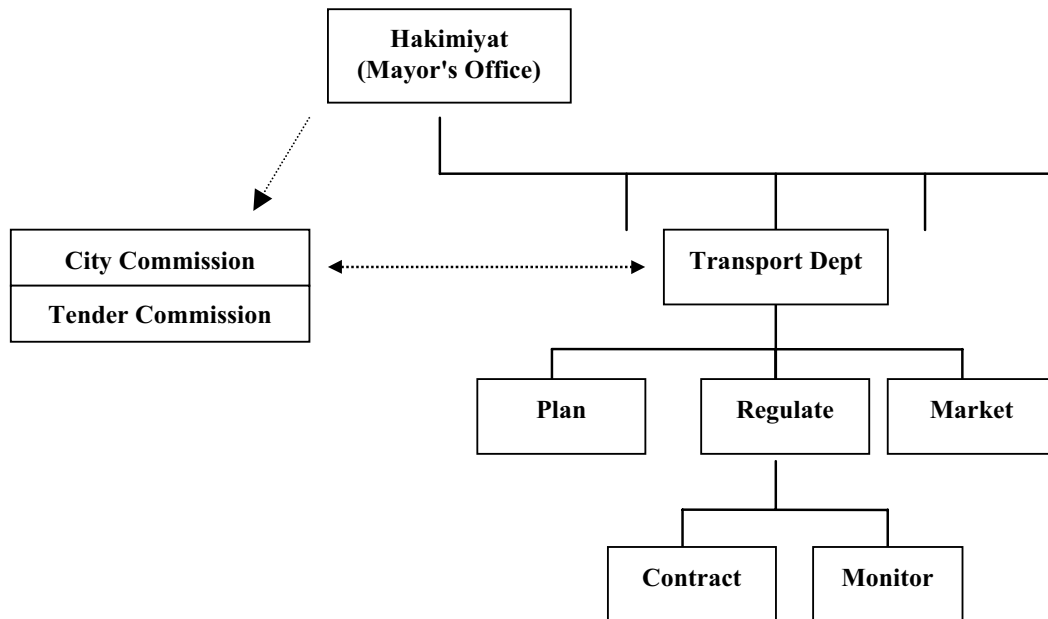 Hakimiyat
(Mayor's Office)
City Commission
Transport Dept
Tender Commission
Plan
Regulate
Market
Contract
Monitor